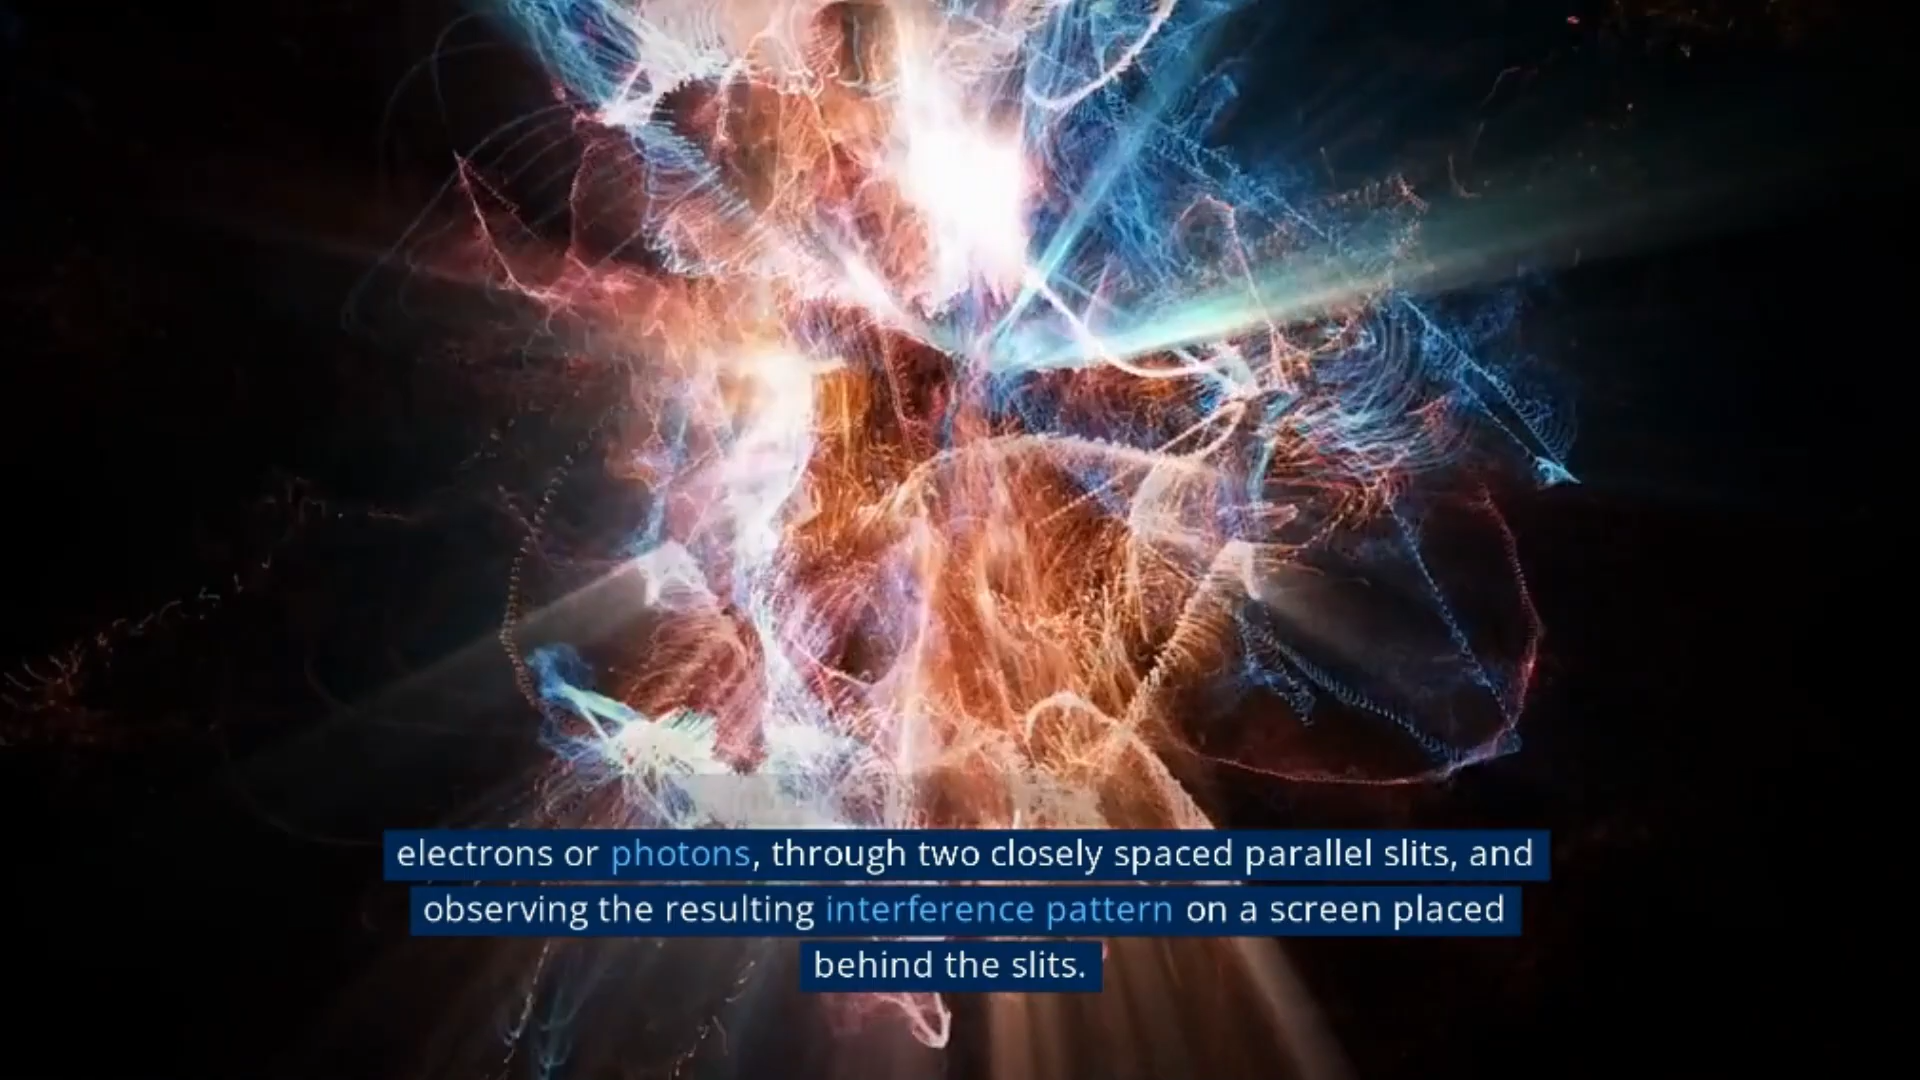 electrons or photons, through two closely spaced parallel slits, and
observing the resulting interference pattern on a screen placed
behind the slits.